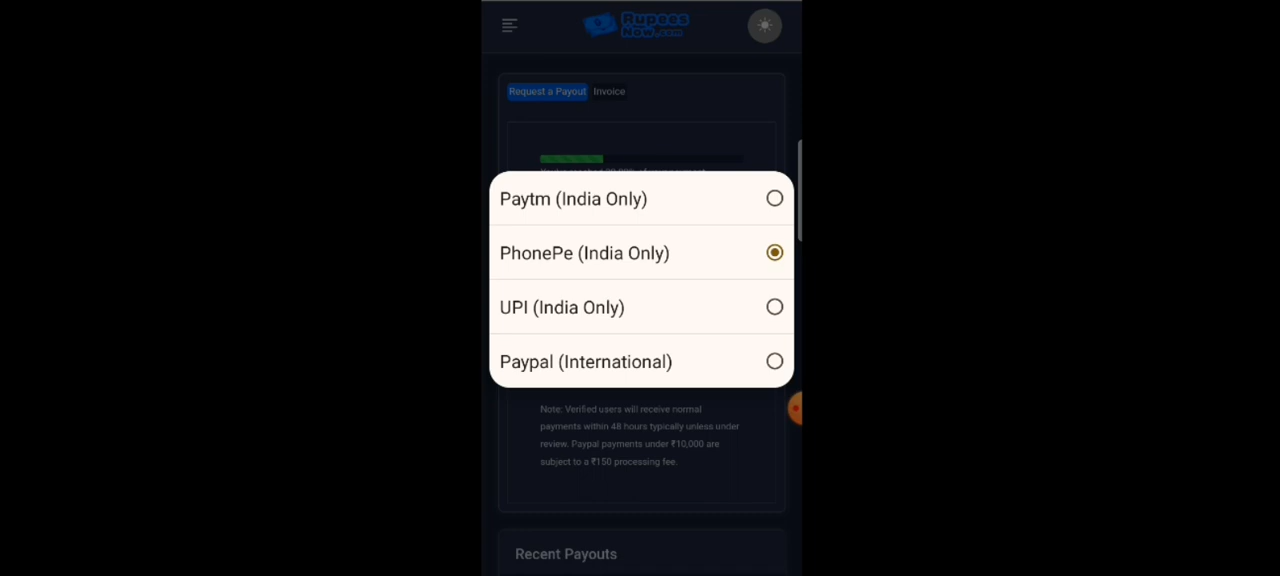 Rupees
Now.com
Request a Payout
Invoice
Paytm (India Only)
PhonePe (India Only)
UPI (India Only)
Paypal (International)
Note: Verified users will receive normal
payments within 48 hours typically unless under
review. Paypal payments under ₹10,000 are
subject to a ₹150 processing fee.
Recent Payouts